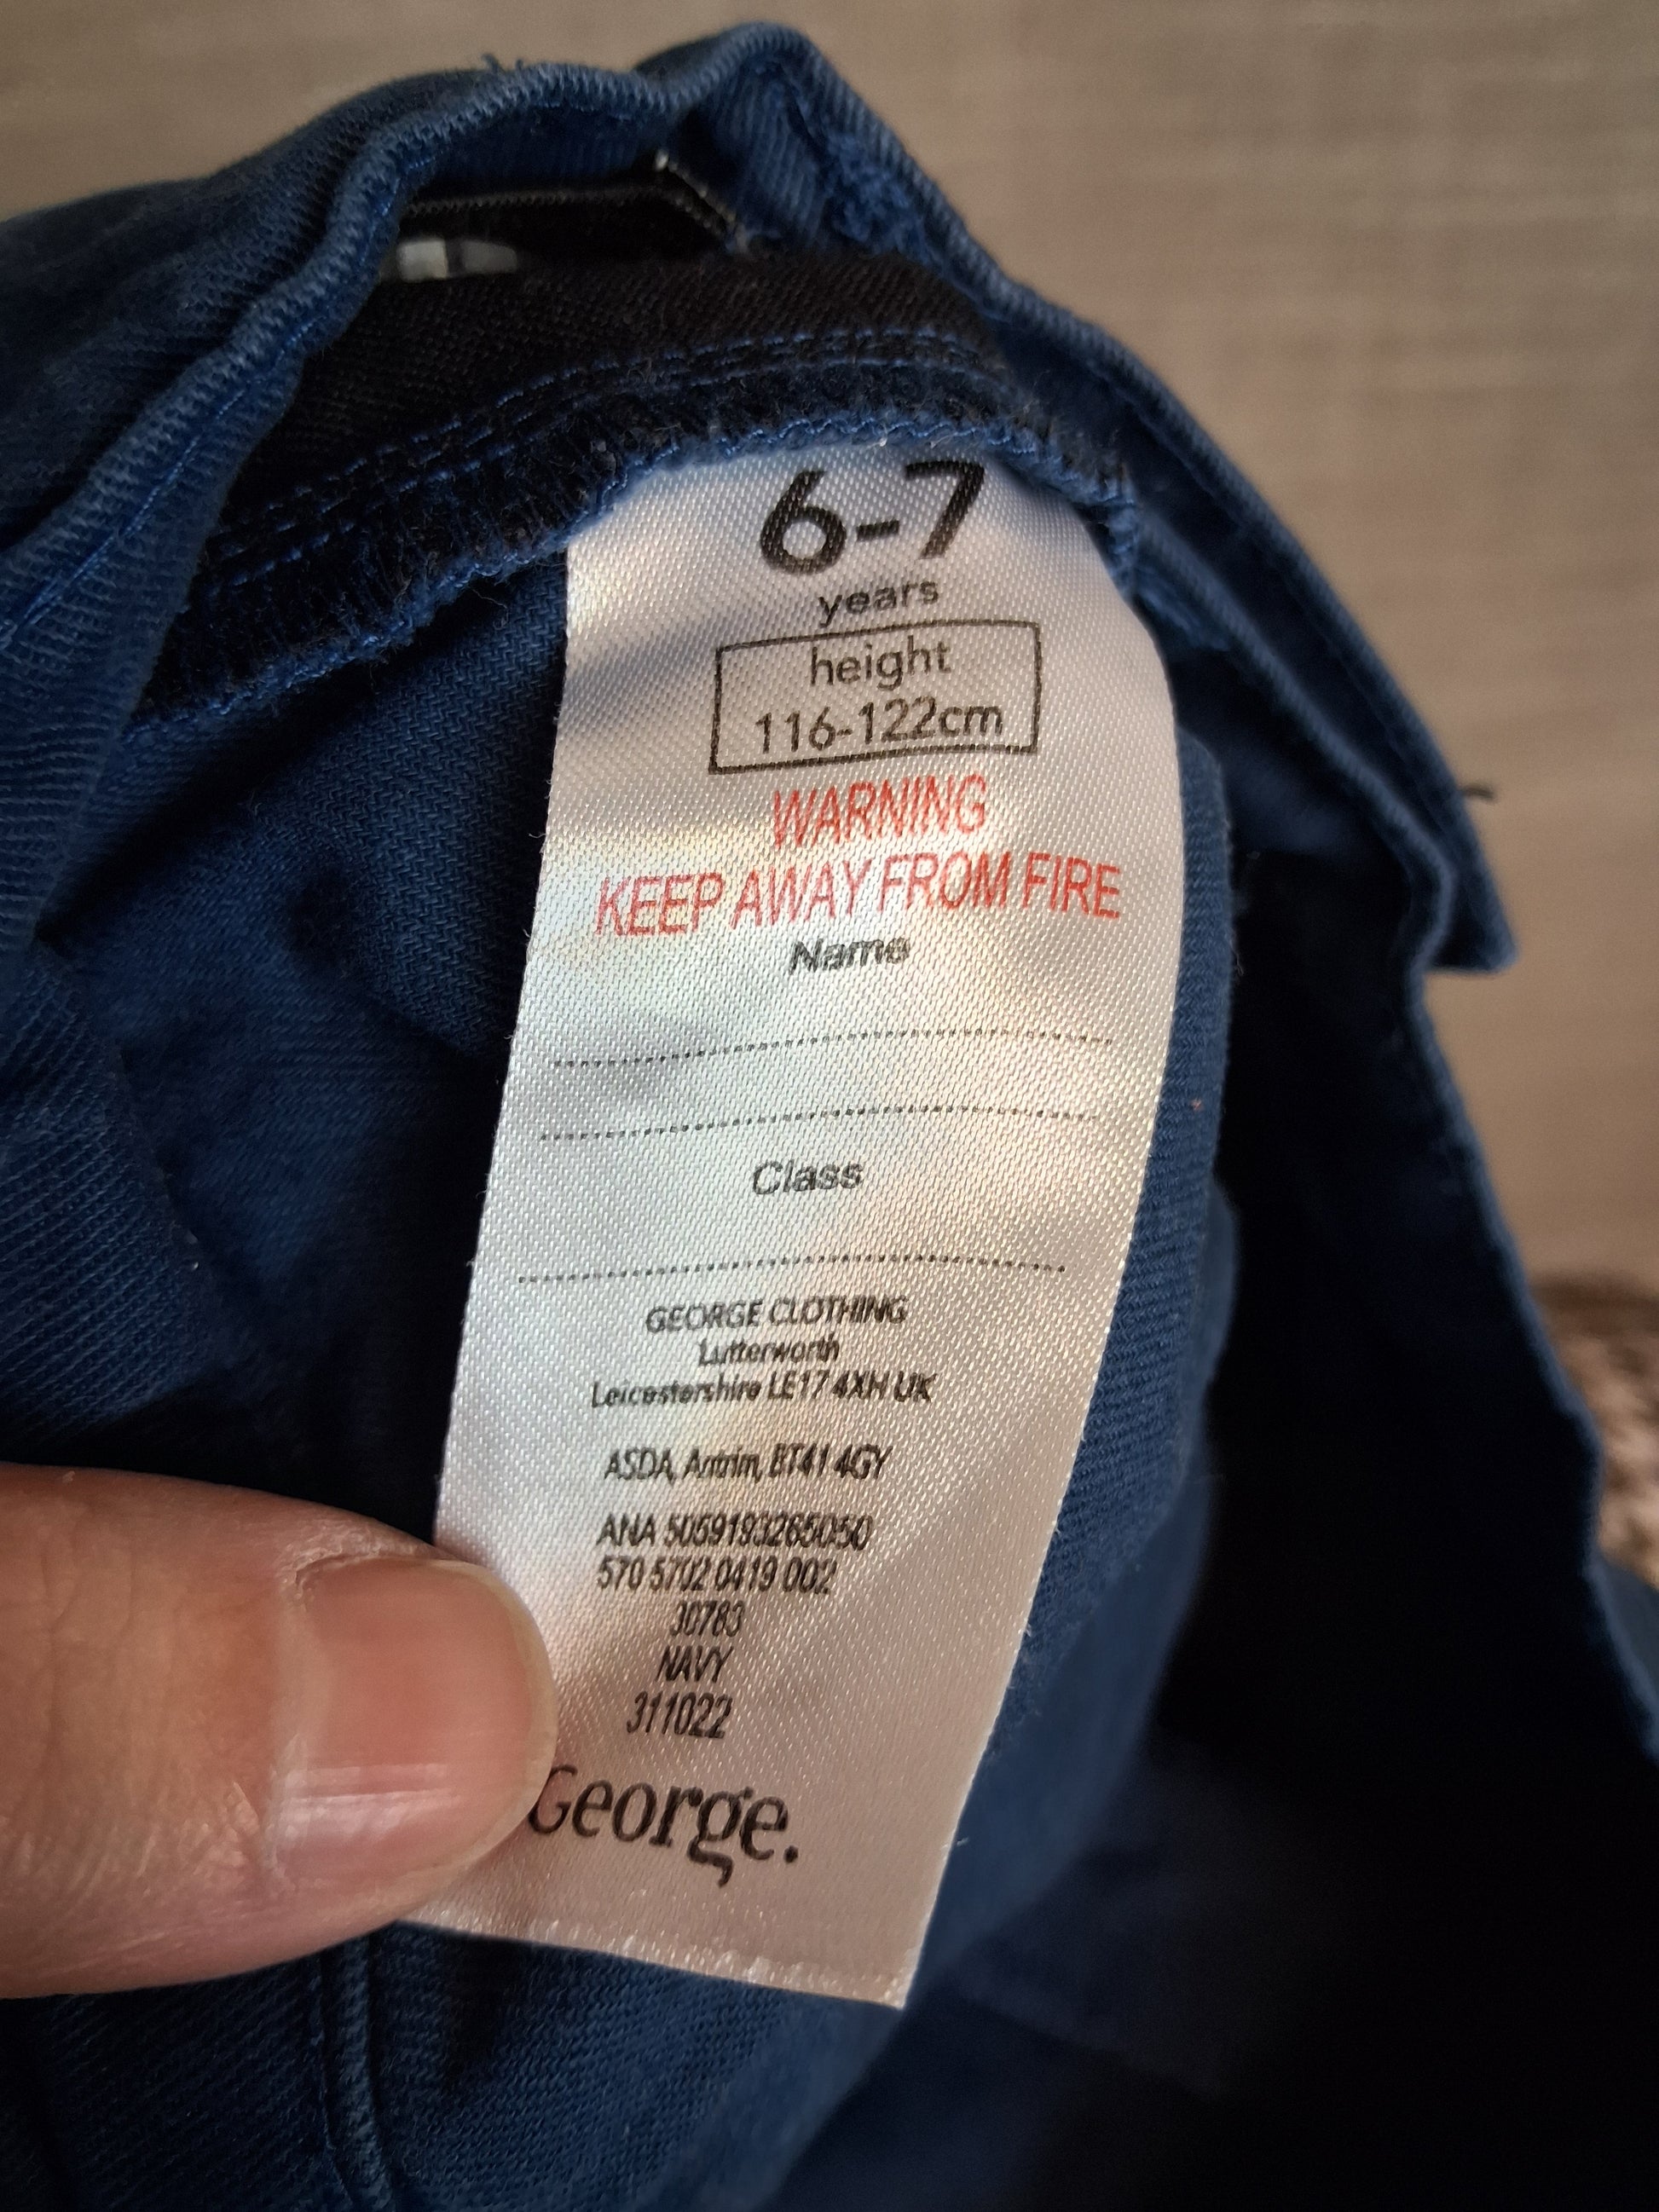 6-7
years
height
116-122cm
WARNING
KEEP AWAY FROM FIRE
Name
Class
GEORGE CLOTHING
Lutterworth
Leicestershire LE17 4XH UK
ASDA, Antrim, BT41 4GY
ANA 5059193265050
570 5702 0419 002
30783
NAVY
311022
George.